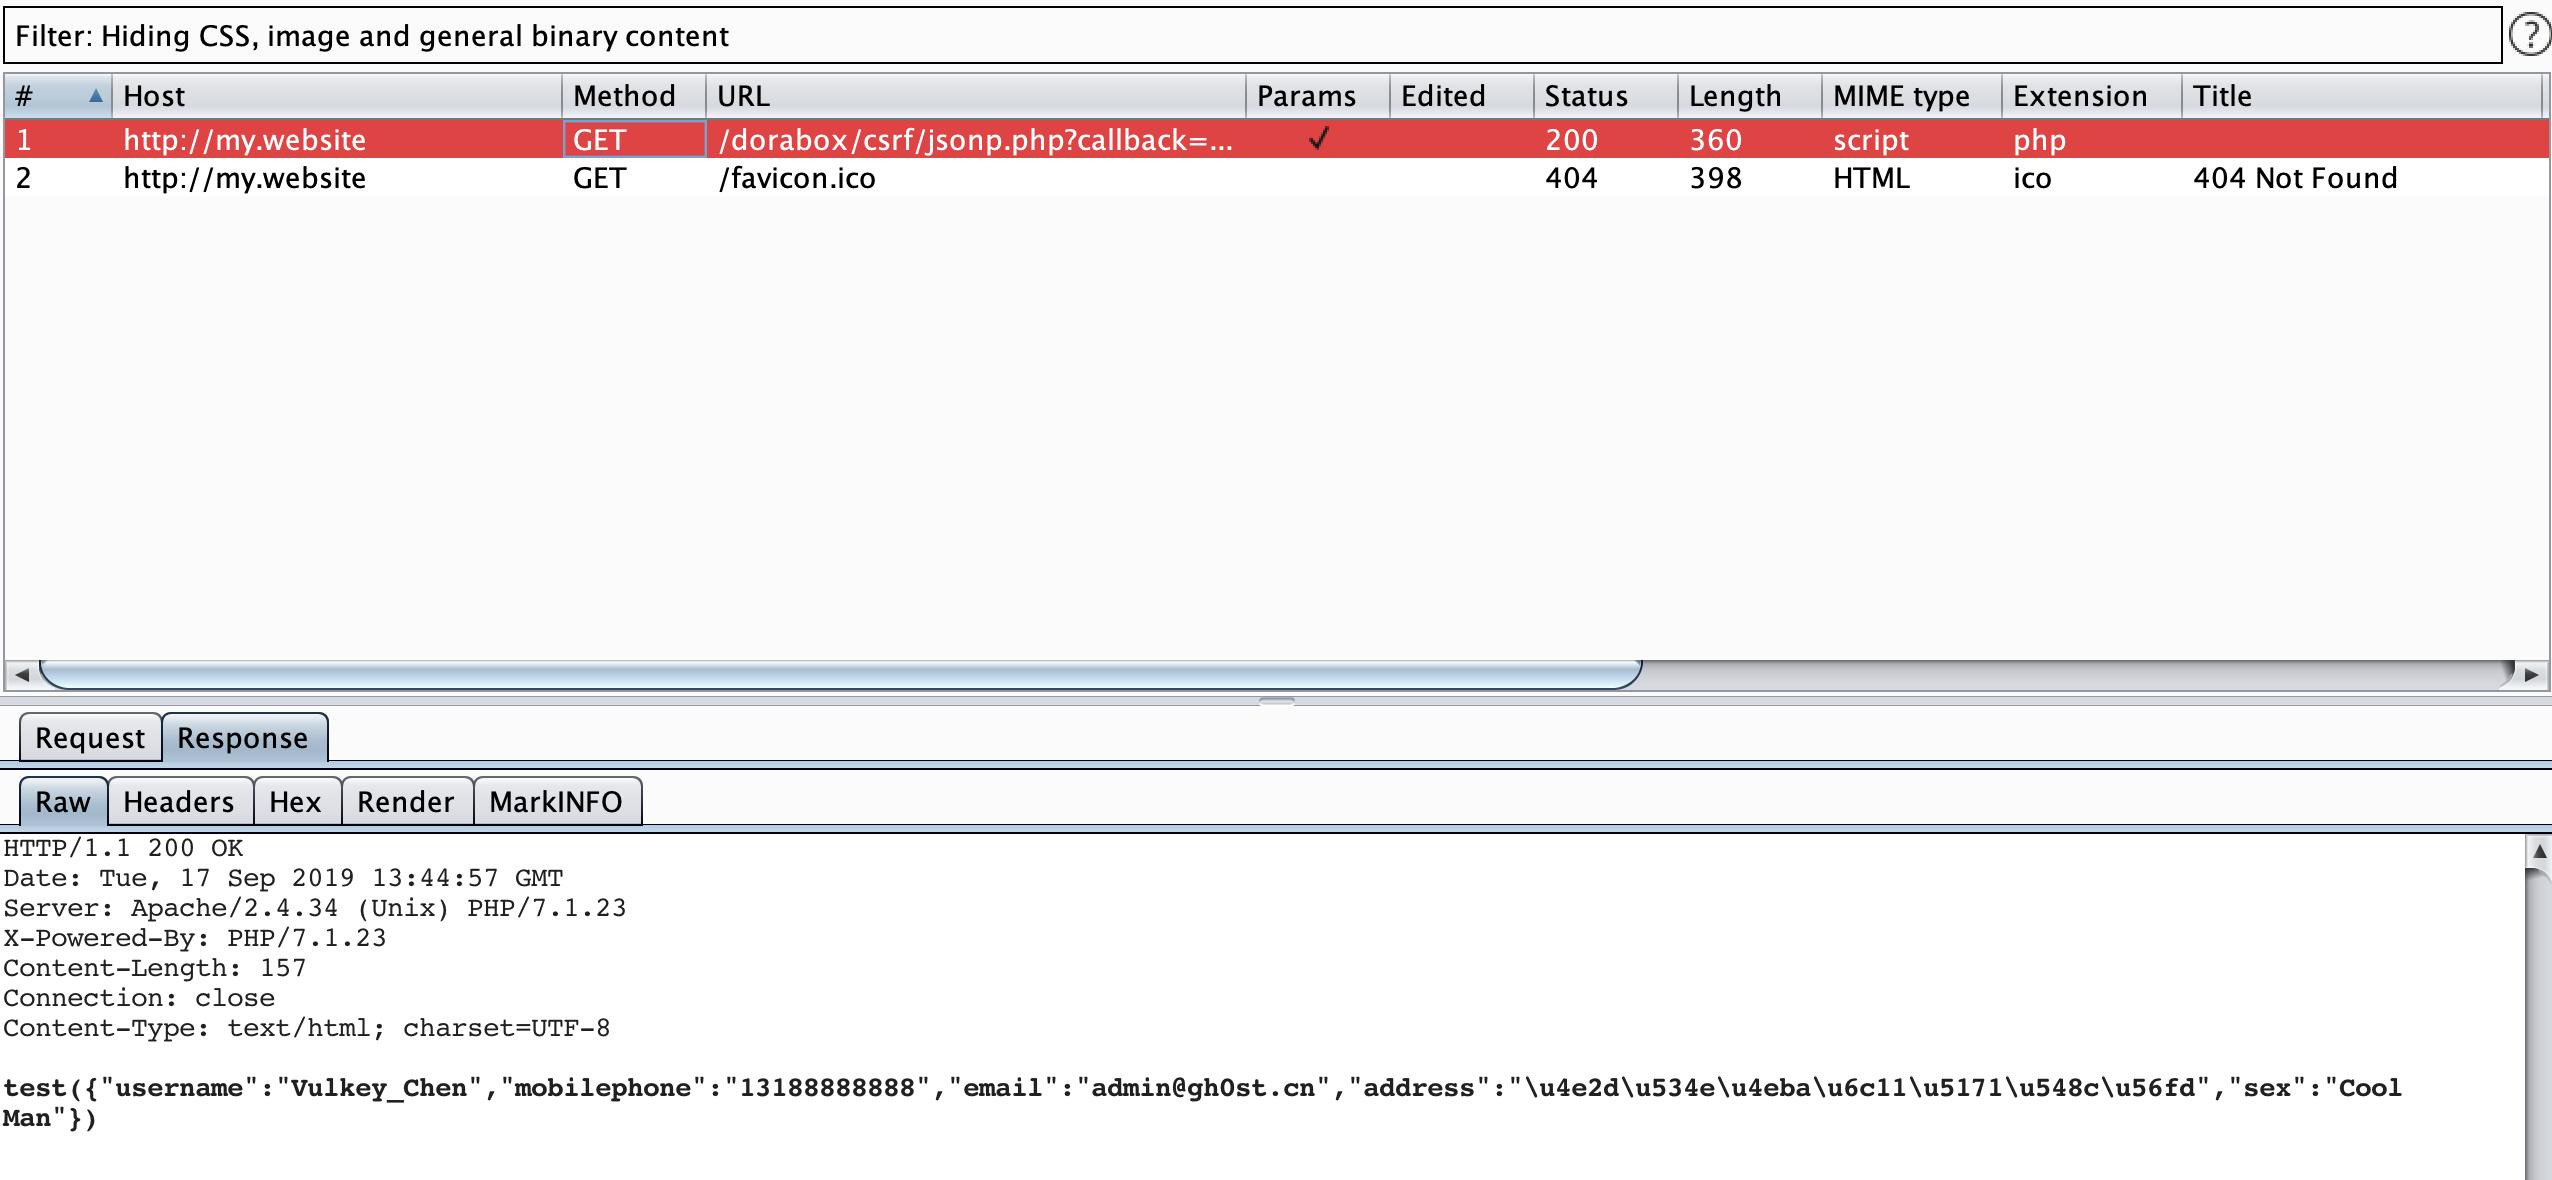 Filter: Hiding CSS, image and general binary content ?
# Host Method URL Params Edited Status Length MIME type Extension Title
1 http://my.website GET /dorabox/csrf/jsonp.php?callback=... ✓ 200 360 script php
2 http://my.website GET /favicon.ico 404 398 HTML ico 404 Not Found
Request Response
Raw Headers Hex Render MarkINFO
HTTP/1.1 200 OK
Date: Tue, 17 Sep 2019 13:44:57 GMT
Server: Apache/2.4.34 (Unix) PHP/7.1.23
X-Powered-By: PHP/7.1.23
Content-Length: 157
Connection: close
Content-Type: text/html; charset=UTF-8
test({"username":"Vulkey_Chen","mobilephone":"13188888888","email":"admin@gh0st.cn","address":"\u4e2d\u534e\u4eba\u6c11\u5171\u548c\u56fd","sex":"Cool
Man"})